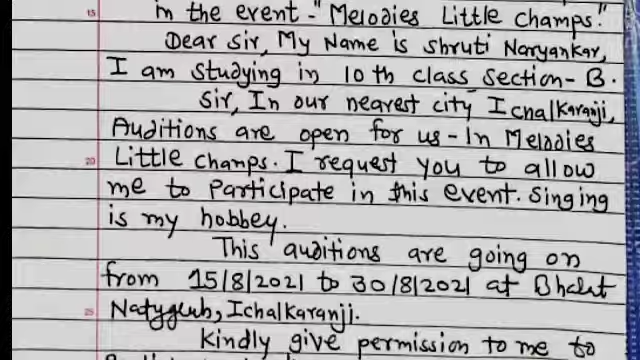 in the event - "Melodies Little Champs."
Dear Sir, My Name is Shruti Naryankar,
I am studying in 10th class section - B.
Sir, In our nearest city Ichalkaranji,
Auditions are open for us - In Melodies
Little Champs. I request you to allow
me to participate in this event. Singing
is my hobbey.
This auditions are going on
from 15/8/2021 to 30/8/2021 at
Ichalkaranji.
Kindly give permission to me to